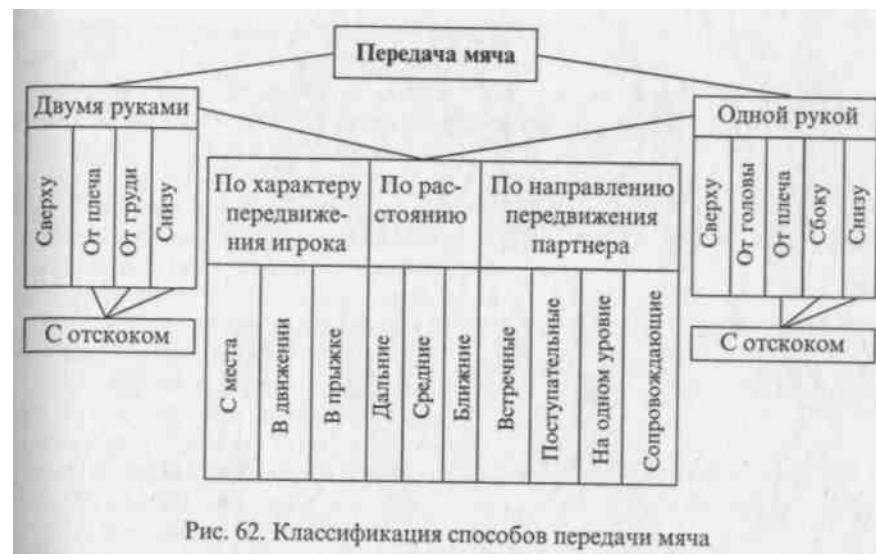 Передача мяча
Двумя руками
Сверху
От плеча
От груди
Снизу
С отскоком
По характеру
передвиже-
ния игрока
С места
В движении
В прыжке
По рас-
стоянию
Дальние
Средние
Ближние
По направлению
передвижения
партнера
Встречные
Поступательные
На одном уровне
Сопровождающие
Одной рукой
Сверху
От головы
От плеча
Сбоку
Снизу
С отскоком
Рис. 62. Классификация способов передачи мяча